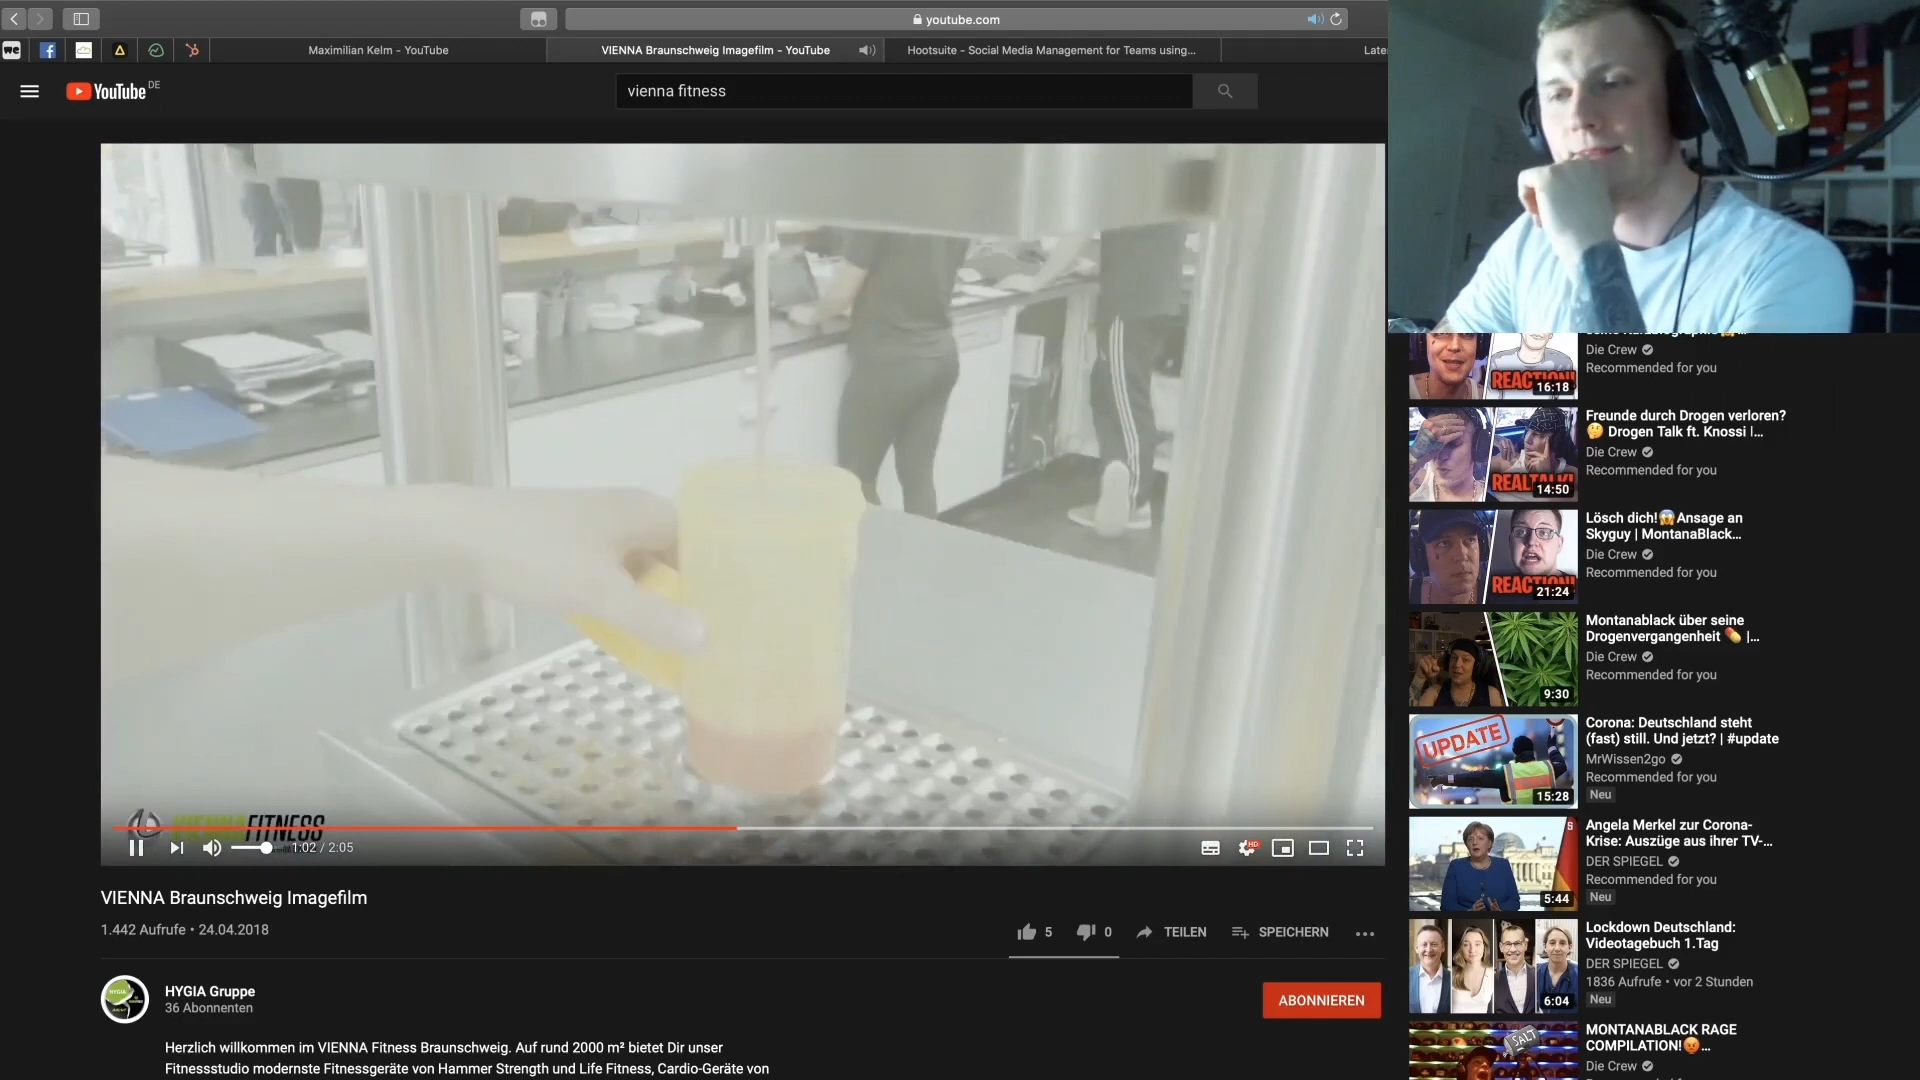 youtube.com
we
Maximilian Kelm - YouTube
VIENNA Braunschweig Imagefilm - YouTube
Hootsuite - Social Media Management for Teams using...
Late
YouTube DE
vienna fitness
FITNESS
1:02 / 2:05
HD
VIENNA Braunschweig Imagefilm
1.442 Aufrufe • 24.04.2018
5
0
TEILEN
SPEICHERN
HYGIA Gruppe
36 Abonnenten
ABONNIEREN
Herzlich willkommen im VIENNA Fitness Braunschweig. Auf rund 2000 m² bietet Dir unser
Fitnessstudio modernste Fitnessgeräte von Hammer Strength und Life Fitness, Cardio-Geräte von
REACTION!
16:18
Die Crew
Recommended for you
REALTALK!
14:50
Freunde durch Drogen verloren?
🤔 Drogen Talk ft. Knossi |...
Die Crew
Recommended for you
REACTION!
21:24
Lösch dich!😱Ansage an
Skyguy | MontanaBlack...
Die Crew
Recommended for you
9:30
Montanablack über seine
Drogenvergangenheit 💊 |...
Die Crew
Recommended for you
UPDATE
15:28
Corona: Deutschland steht
(fast) still. Und jetzt? | #update
MrWissen2go
Recommended for you
Neu
5:44
Angela Merkel zur Corona-
Krise: Auszüge aus ihrer TV-...
DER SPIEGEL
Recommended for you
Neu
6:04
Lockdown Deutschland:
Videotagebuch 1.Tag
DER SPIEGEL
1836 Aufrufe • vor 2 Stunden
Neu
SALT
MONTANABLACK RAGE
COMPILATION!😡...
Die Crew